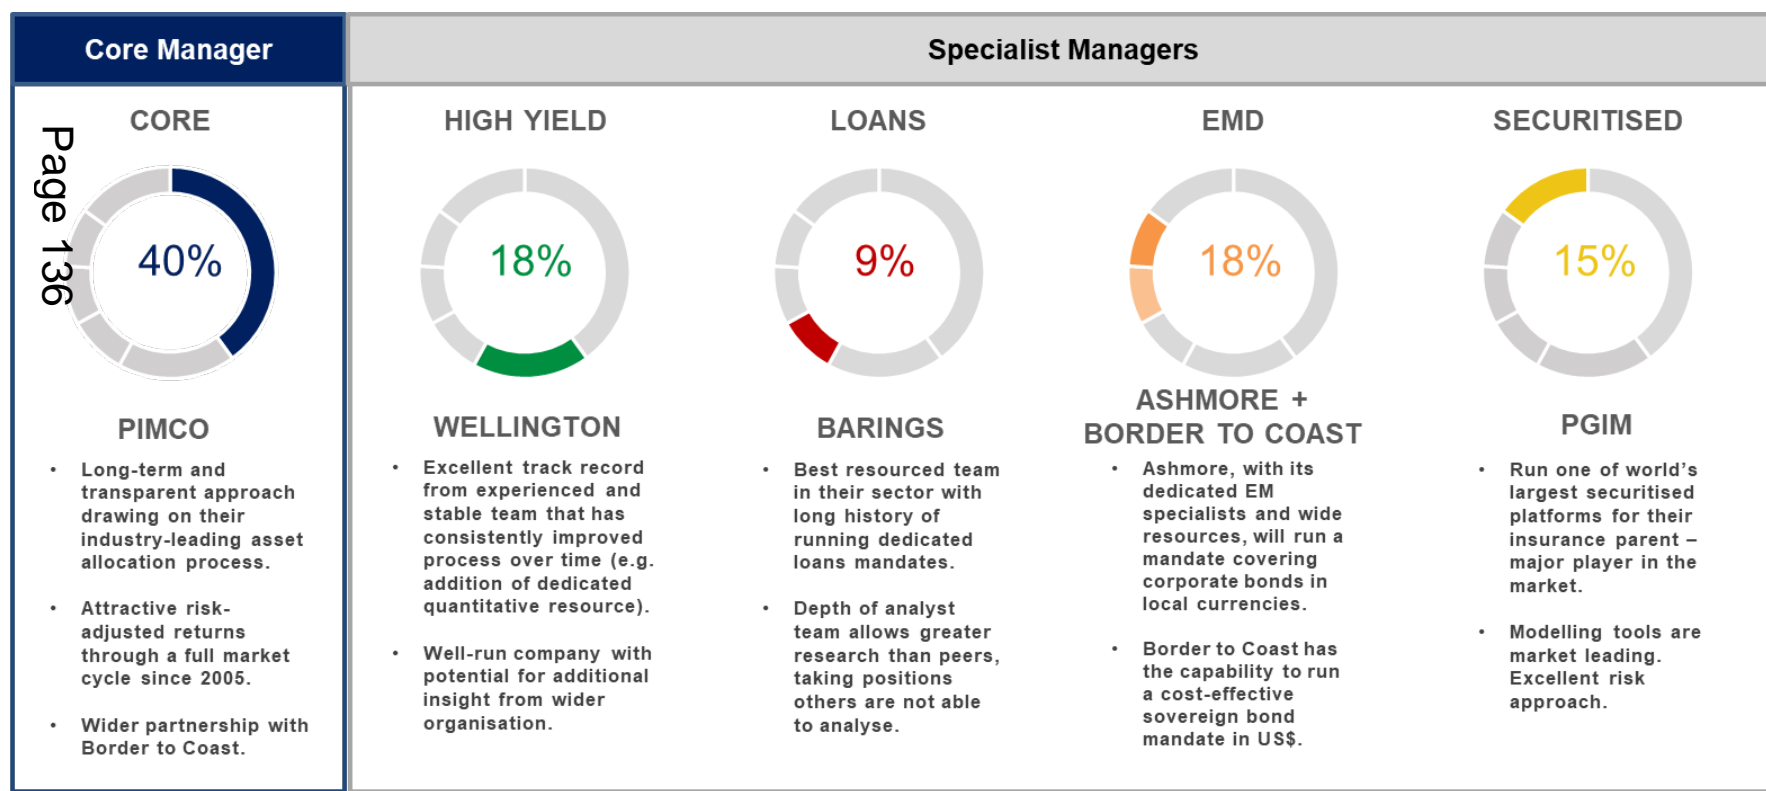 Core Manager
Specialist Managers
Page 136
CORE
40%
PIMCO
• Long-term and
transparent approach
drawing on their
industry-leading asset
allocation process.
• Attractive risk-
adjusted returns
through a full market
cycle since 2005.
• Wider partnership with
Border to Coast.
HIGH YIELD
18%
WELLINGTON
• Excellent track record
from experienced and
stable team that has
consistently improved
process over time (e.g.
addition of dedicated
quantitative resource).
• Well-run company with
potential for additional
insight from wider
organisation.
LOANS
9%
BARINGS
• Best resourced team
in their sector with
long history of
running dedicated
loans mandates.
• Depth of analyst
team allows greater
research than peers,
taking positions
others are not able
to analyse.
EMD
18%
ASHMORE +
BORDER TO COAST
• Ashmore, with its
dedicated EM
specialists and wide
resources, will run a
mandate covering
corporate bonds in
local currencies.
• Border to Coast has
the capability to run
a cost-effective
sovereign bond
mandate in US$.
SECURITISED
15%
PGIM
• Run one of world's
largest securitised
platforms for their
insurance parent –
major player in the
market.
• Modelling tools are
market leading.
Excellent risk
approach.